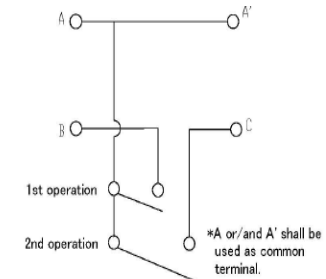 A
A'
B
C
1st operation
2nd operation
*A or/and A' shall be
used as common
terminal.